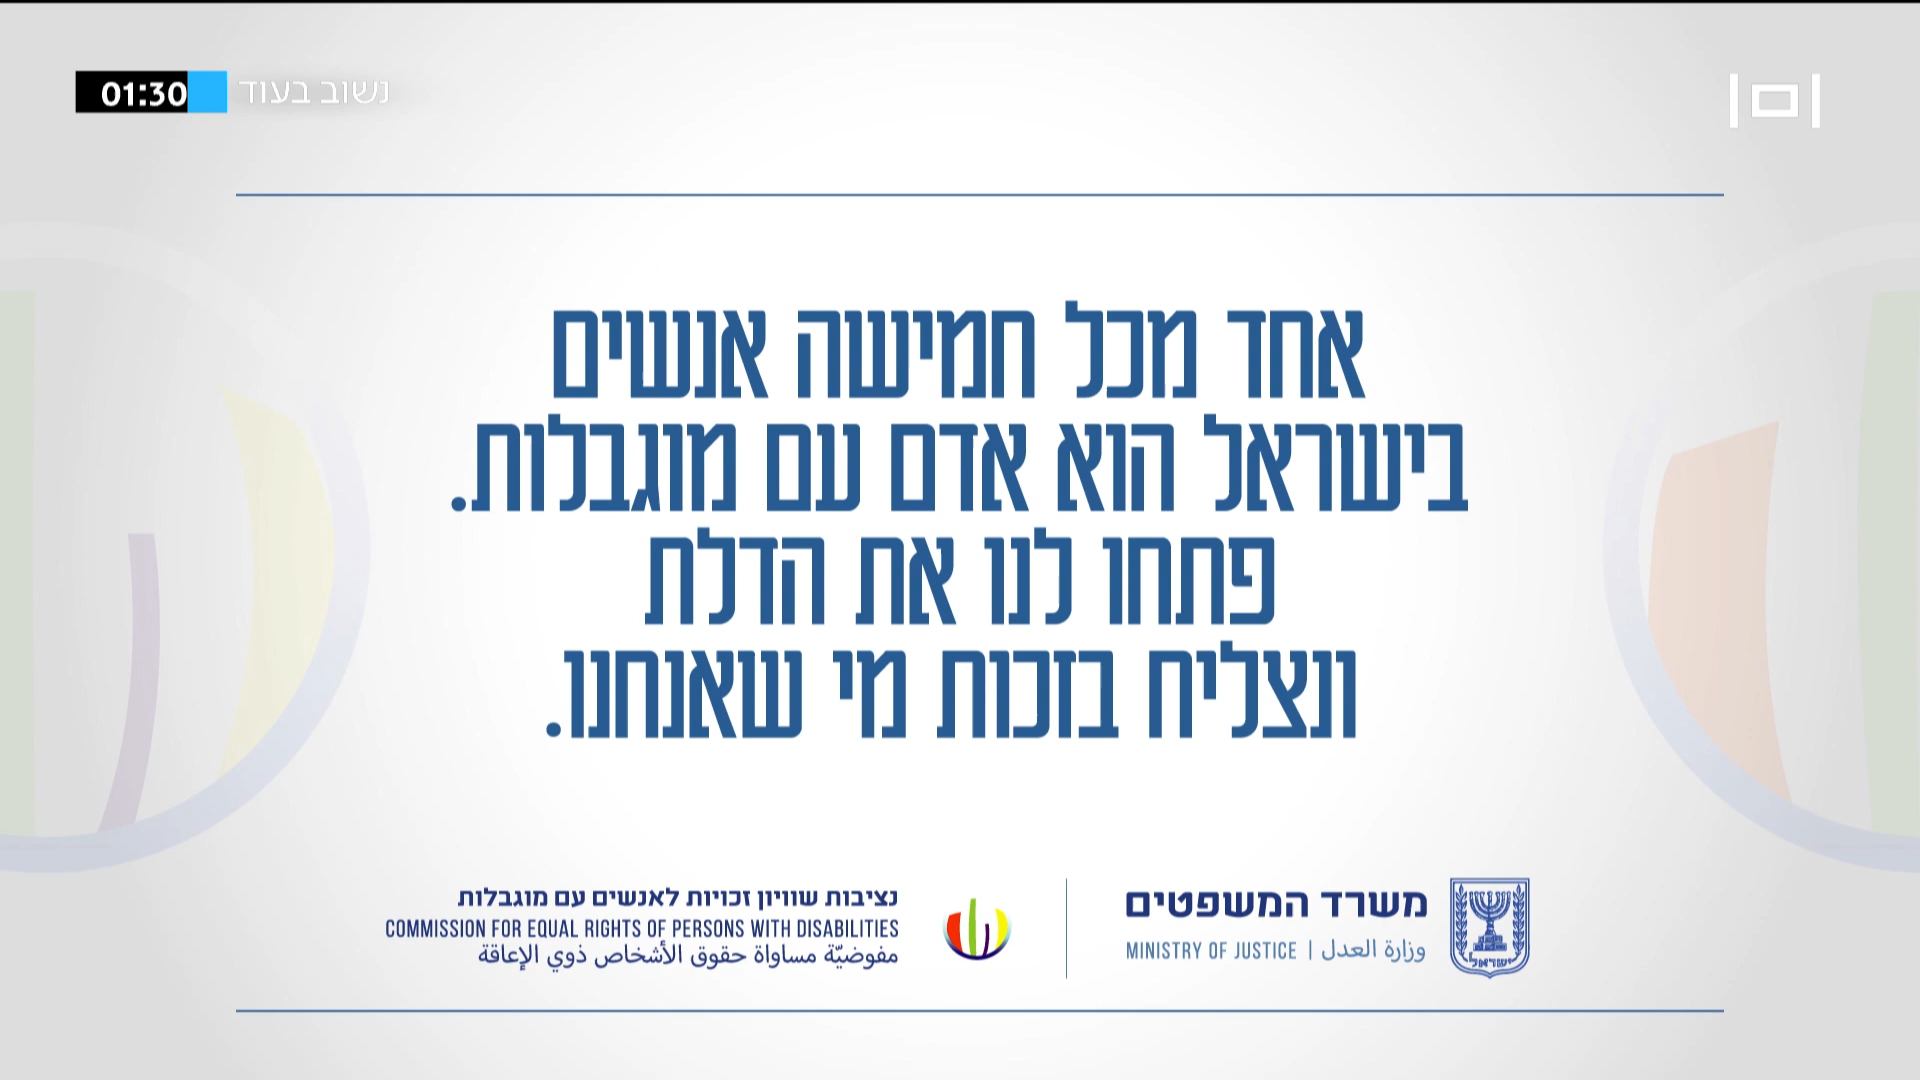 נשוב בעוד 01:30
אחד מכל חמישה אנשים
בישראל הוא אדם עם מוגבלות.
פתחו לנו את הדלת
ונצליח בזכות מי שאנחנו.
משרד המשפטים
MINISTRY OF JUSTICE | وزارة العدل
ישראל
נציבות שוויון זכויות לאנשים עם מוגבלות
COMMISSION FOR EQUAL RIGHTS OF PERSONS WITH DISABILITIES
مفوضيّة مساواة حقوق الأشخاص ذوي الإعاقة